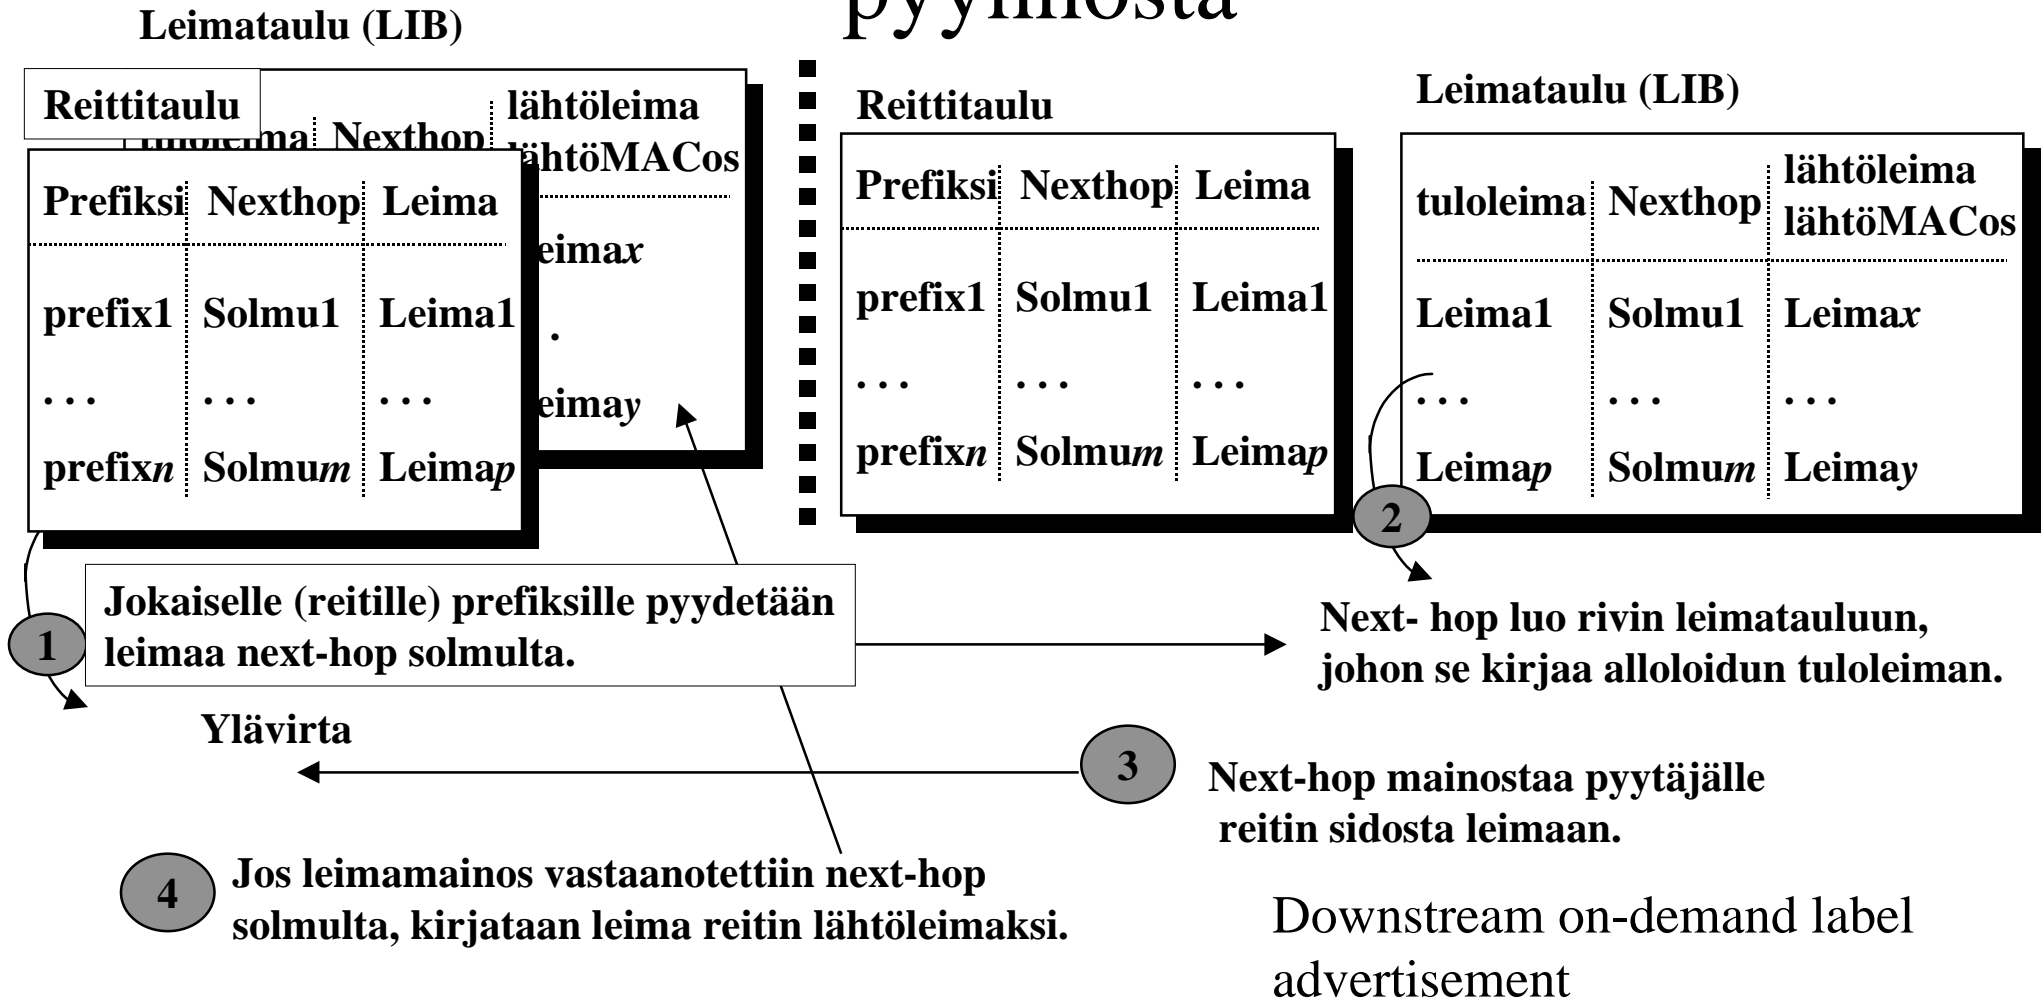 pyynnöstä
Leimataulu (LIB)
Reittitaulu
Nexthop
lähtöleima
lähtöMACos
Prefiksi Nexthop Leima
eimax
prefix1 Solmu1 Leima1
.
. . . . . . . . .
eimay
prefixn Solmum Leimap
Reittitaulu
Prefiksi Nexthop Leima
prefix1 Solmu1 Leima1
. . . . . . . . .
prefixn Solmum Leimap
Leimataulu (LIB)
lähtöleima
tuloleima Nexthop
lähtöMACos
Leima1 Solmu1 Leimax
. . . . . . . . .
Leimap Solmum Leimay
2
1
Jokaiselle (reitille) prefiksille pyydetään
leimaa next-hop solmulta.
Next- hop luo rivin leimatauluun,
johon se kirjaa alloloidun tuloleiman.
Ylävirta
3
Next-hop mainostaa pyytäjälle
reitin sidosta leimaan.
4
Jos leimamainos vastaanotettiin next-hop
solmulta, kirjataan leima reitin lähtöleimaksi.
Downstream on-demand label
advertisement